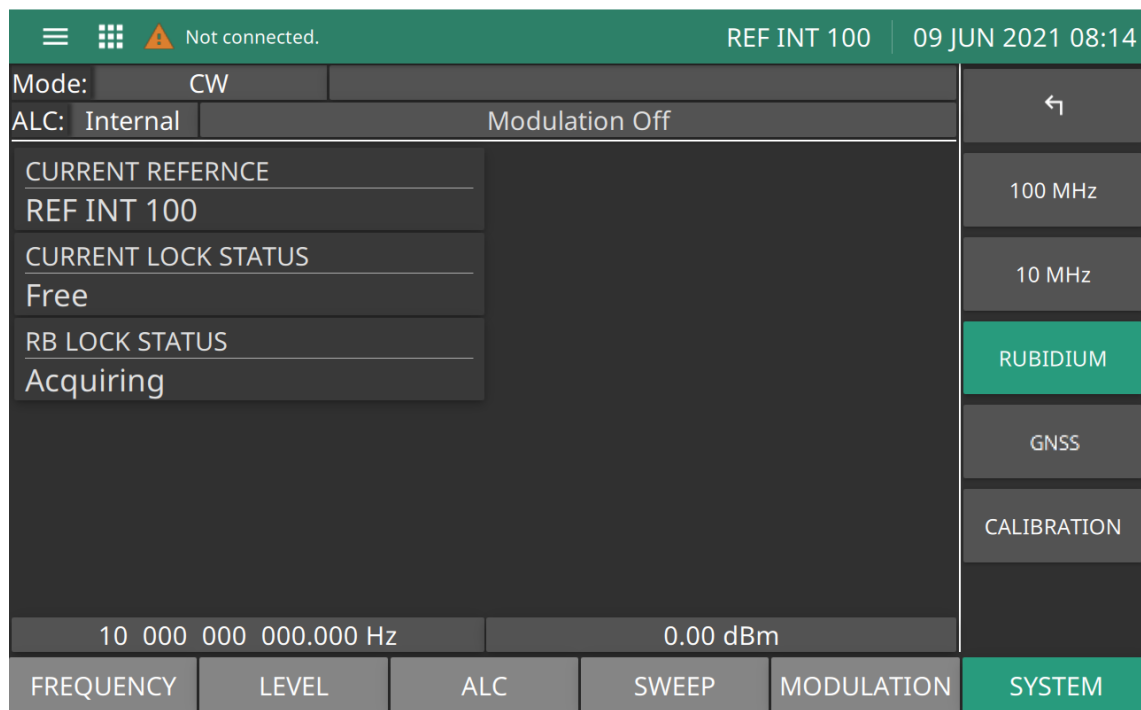 Not connected.
REF INT 100
09 JUN 2021 08:14
Mode: CW
ALC: Internal Modulation Off
CURRENT REFERNCE
REF INT 100
CURRENT LOCK STATUS
Free
RB LOCK STATUS
Acquiring
100 MHz
10 MHz
RUBIDIUM
GNSS
CALIBRATION
10 000 000 000.000 Hz
0.00 dBm
FREQUENCY LEVEL ALC SWEEP MODULATION SYSTEM